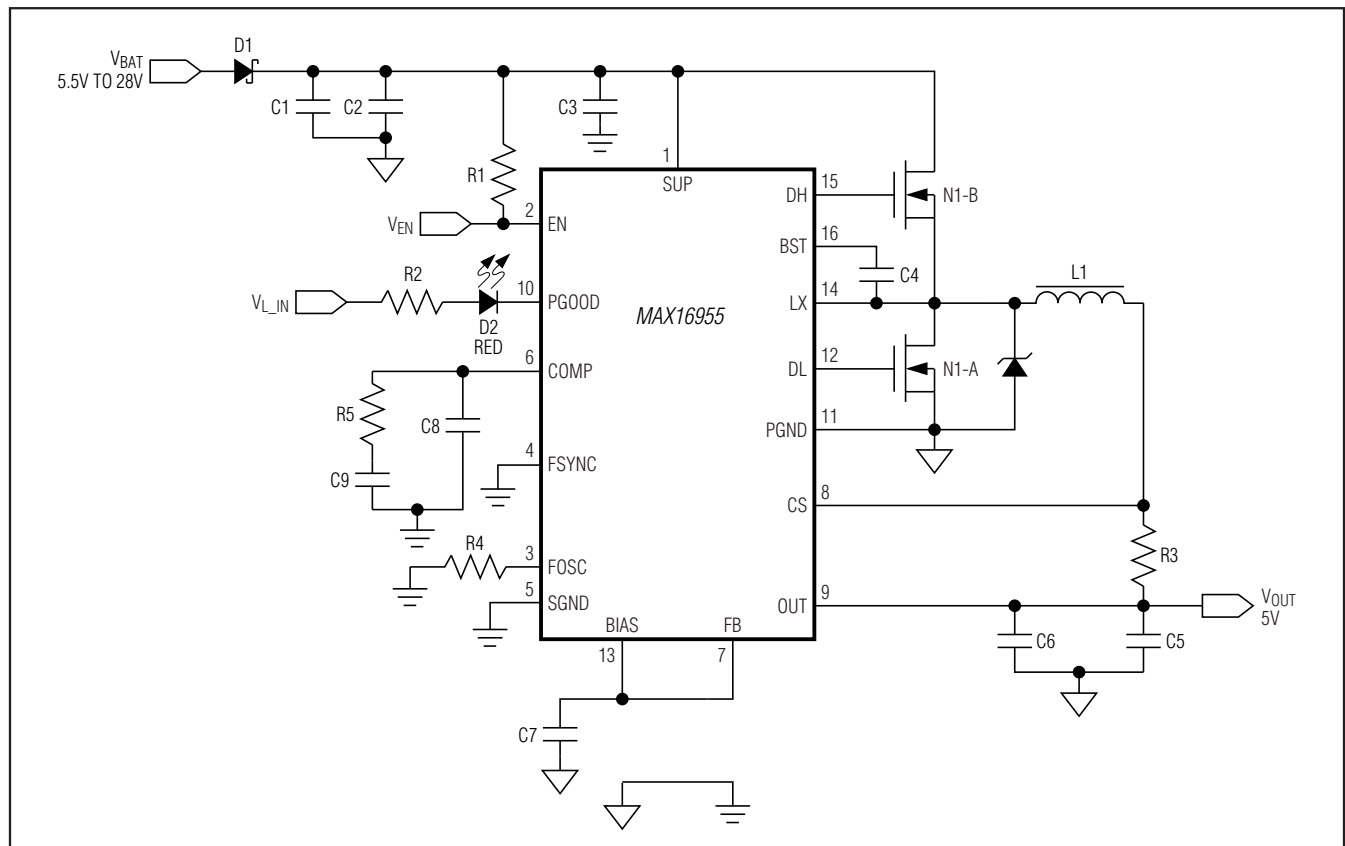 D1
V_BAT
5.5V TO 28V
C1
C2
C3
R1
1
SUP
V_EN
2
EN
DH
15
N1-B
BST
16
C4
R2
V_L_IN
10
PGOOD
D2
RED
MAX16955
LX
14
L1
6
COMP
DL
12
N1-A
R5
C8
C9
PGND
11
4
FSYNC
CS
8
R4
3
FOSC
R3
5
SGND
OUT
9
V_OUT
5V
BIAS
FB
13
7
C6
C5
C7